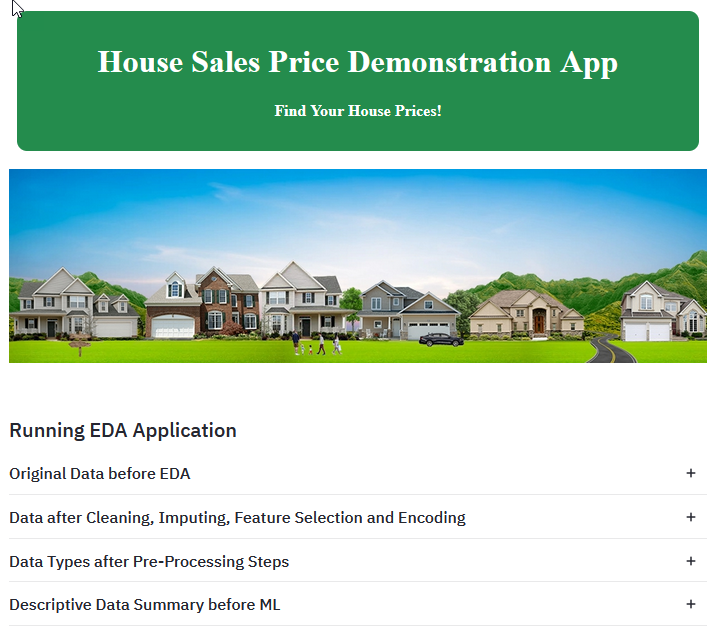 House Sales Price Demonstration App
Find Your House Prices!
Running EDA Application
Original Data before EDA
+
Data after Cleaning, Imputing, Feature Selection and Encoding
+
Data Types after Pre-Processing Steps
+
Descriptive Data Summary before ML
+